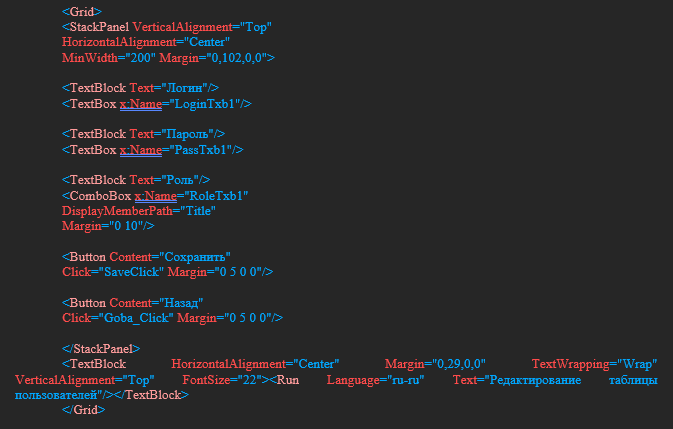 <Grid>
<StackPanel VerticalAlignment="Top"
HorizontalAlignment="Center"
MinWidth="200" Margin="0,102,0,0">
<TextBlock Text="Логин"/>
<TextBox x:Name="LoginTxb1"/>
<TextBlock Text="Пароль"/>
<TextBox x:Name="PassTxb1"/>
<TextBlock Text="Роль"/>
<ComboBox x:Name="RoleTxb1"
DisplayMemberPath="Title"
Margin="0 10"/>
<Button Content="Сохранить"
Click="SaveClick" Margin="0 5 0 0"/>
<Button Content="Назад"
Click="Goba_Click" Margin="0 5 0 0"/>
</StackPanel>
<TextBlock HorizontalAlignment="Center" Margin="0,29,0,0" TextWrapping="Wrap"
VerticalAlignment="Top" FontSize="22"><Run Language="ru-ru" Text="Редактирование таблицы
пользователей"/></TextBlock>
</Grid>